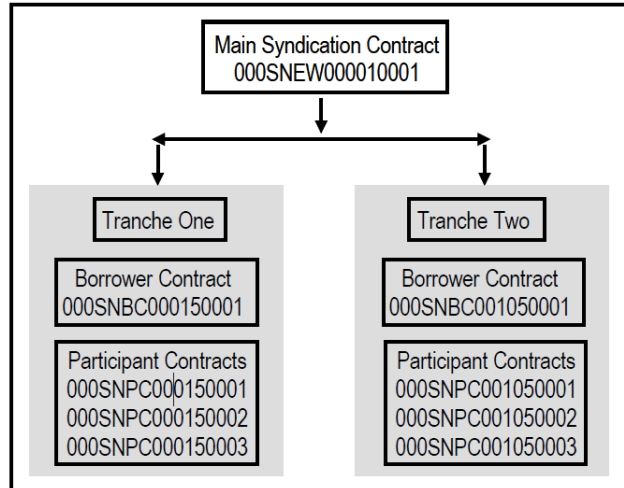 Main Syndication Contract
000SNEW000010001
Tranche One
Borrower Contract
000SNBC000150001
Participant Contracts
000SNPC000150001
000SNPC000150002
000SNPC000150003
Tranche Two
Borrower Contract
000SNBC001050001
Participant Contracts
000SNPC001050001
000SNPC001050002
000SNPC001050003